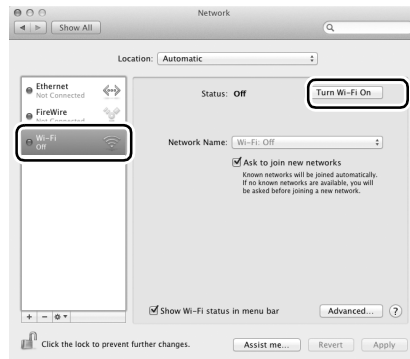 Network
Show All
Location: Automatic
Ethernet
Not Connected
FireWire
Not Connected
Wi-Fi
Off
Status: Off
Turn Wi-Fi On
Network Name: Wi-Fi: Off
Ask to join new networks
Known networks will be joined automatically.
If no known networks are available, you will
be asked before joining a new network.
Show Wi-Fi status in menu bar
Advanced... ?
+ −
Click the lock to prevent further changes.
Assist me... Revert Apply